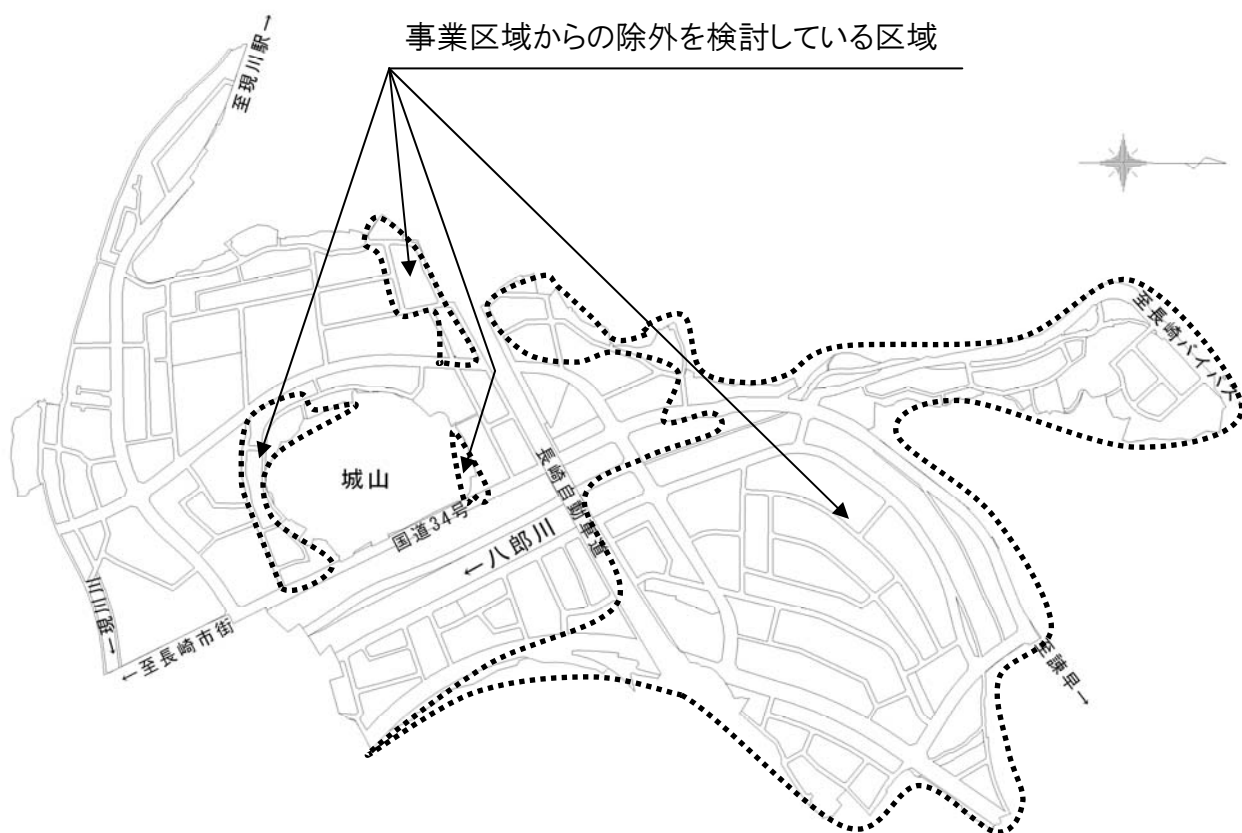 事業区域からの除外を検討している区域
至現川駅→
至長崎バイパス
城山
国道34号
長崎自動車道
←八郎川
現川川→
←至長崎市街
至諫早→